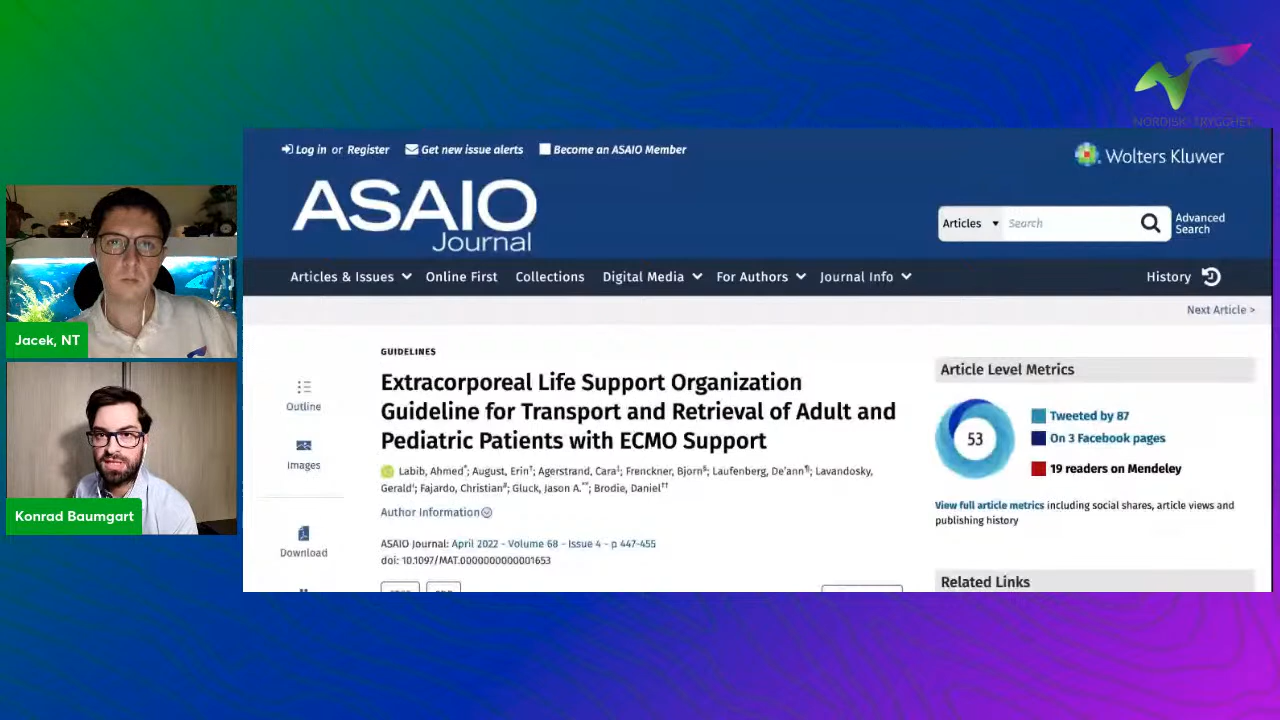 NORDISK TRYGGHET
Log in or Register
Get new issue alerts
Become an ASAIO Member
Wolters Kluwer
ASAIO
Journal
Articles
Search
Advanced
Search
Articles & Issues
Online First
Collections
Digital Media
For Authors
Journal Info
History
Next Article >
Jacek, NT
Konrad Baumgart
Outline
Images
Download
GUIDELINES
Extracorporeal Life Support Organization
Guideline for Transport and Retrieval of Adult and
Pediatric Patients with ECMO Support
Labib, Ahmed*; August, Erin†; Agerstrand, Cara‡; Frenckner, Bjorn§; Laufenberg, De'ann¶; Lavandosky,
Gerald∥; Fajardo, Christian#; Gluck, Jason A.**; Brodie, Daniel††
Author Information
ASAIO Journal: April 2022 - Volume 68 - Issue 4 - p 447-455
doi: 10.1097/MAT.0000000000001653
Article Level Metrics
53
Tweeted by 87
On 3 Facebook pages
19 readers on Mendeley
View full article metrics including social shares, article views and
publishing history
Related Links